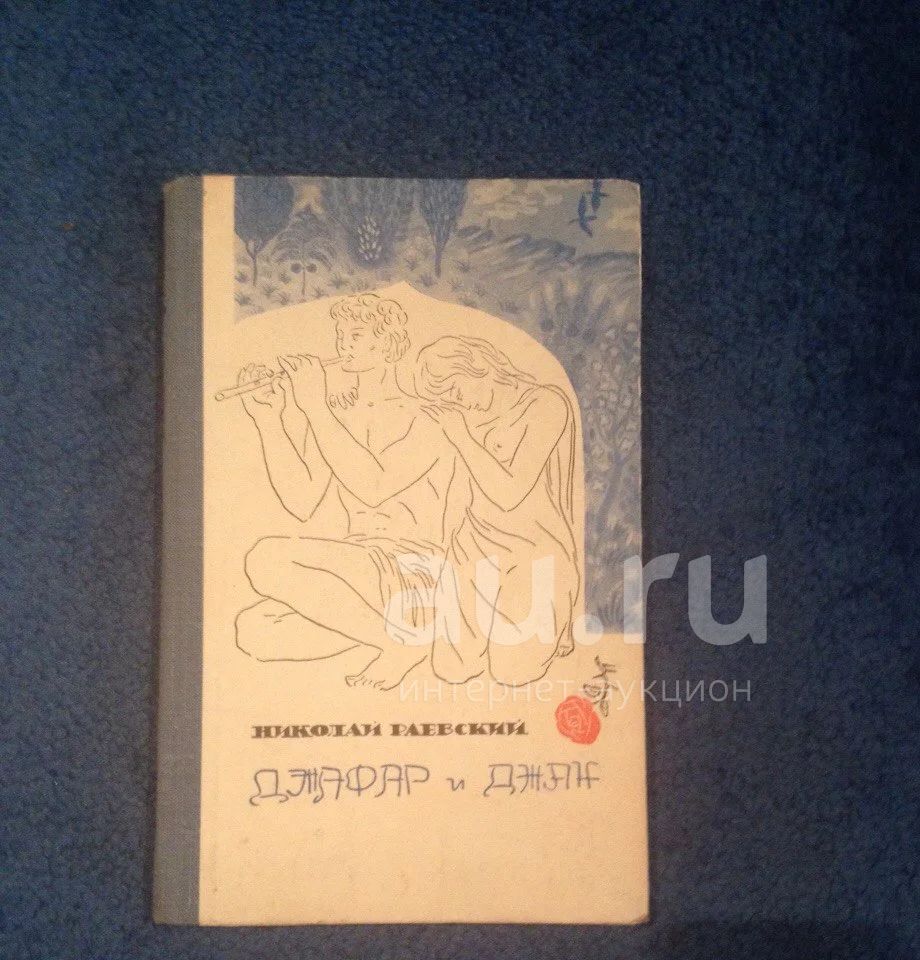 au.ru
интернет аукцион
НИКОЛАЙ РАЕВСКИЙ
ДЖАФАР и ДЖАН